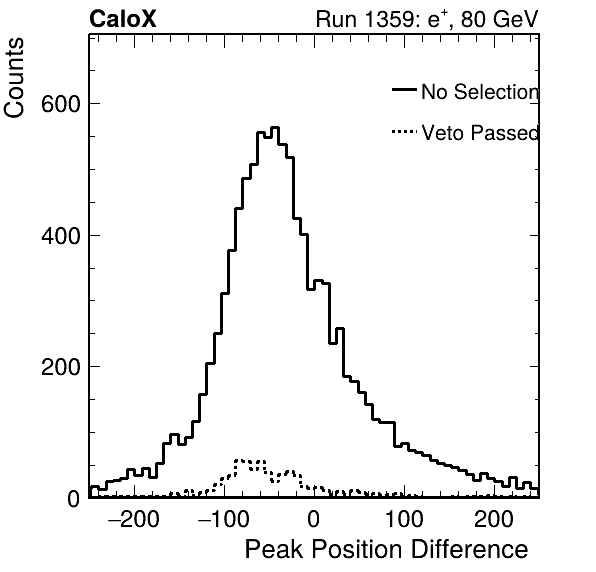 CaloX Run 1359: e⁺, 80 GeV
Counts
No Selection
Veto Passed
600
400
200
0
−200 −100 0 100 200
Peak Position Difference